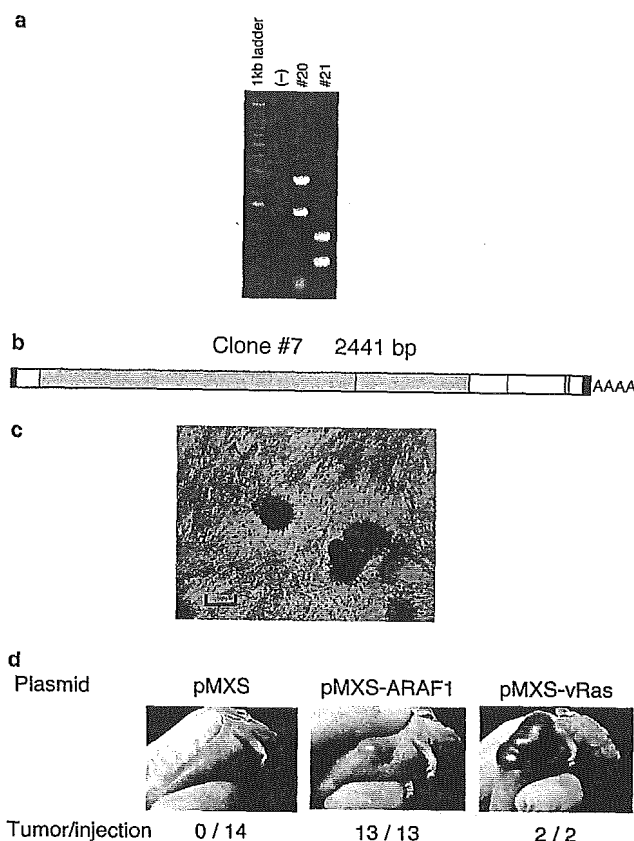 a
1kb ladder
(−)
#20
#21
b
Clone #7 2441 bp
AAAA
c
d
Plasmid pMXS pMXS-ARAF1 pMXS-vRas
Tumor/injection 0 / 14 13 / 13 2 / 2